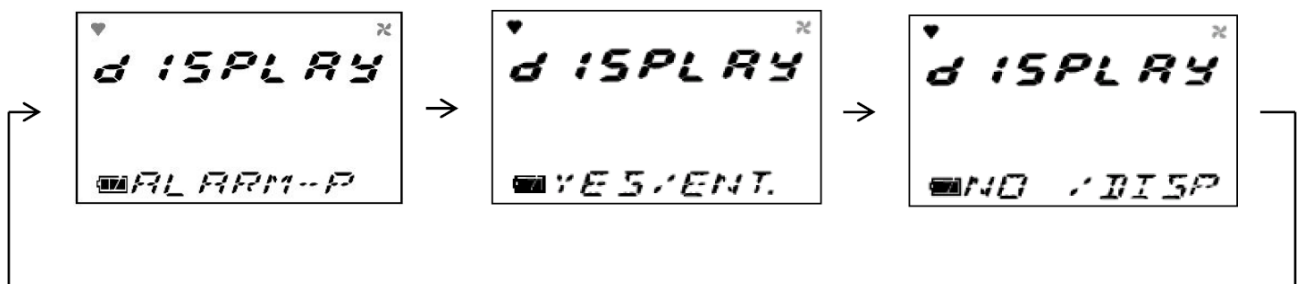 dISPLAY
ALARM-P
dISPLAY
YES/ENT.
dISPLAY
NO /DISP